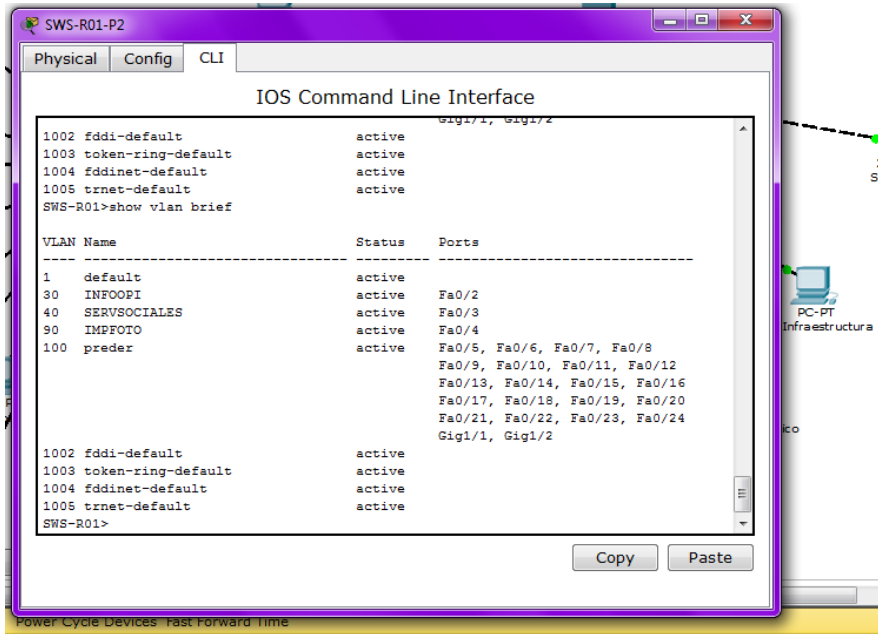 SWS-R01-P2
Physical Config CLI
IOS Command Line Interface
Gig1/1, Gig1/2
1002 fddi-default active
1003 token-ring-default active
1004 fddinet-default active
1005 trnet-default active
SWS-R01>show vlan brief
VLAN Name Status Ports
---- -------------------------------- --------- -------------------------------
1 default active
30 INFOOPI active Fa0/2
40 SERVSOCIALES active Fa0/3
90 IMPFOTO active Fa0/4
100 preder active Fa0/5, Fa0/6, Fa0/7, Fa0/8
Fa0/9, Fa0/10, Fa0/11, Fa0/12
Fa0/13, Fa0/14, Fa0/15, Fa0/16
Fa0/17, Fa0/18, Fa0/19, Fa0/20
Fa0/21, Fa0/22, Fa0/23, Fa0/24
Gig1/1, Gig1/2
1002 fddi-default active
1003 token-ring-default active
1004 fddinet-default active
1005 trnet-default active
SWS-R01>
Copy Paste
PC-PT
Infraestructura
ico
Power Cycle Devices Fast Forward Time